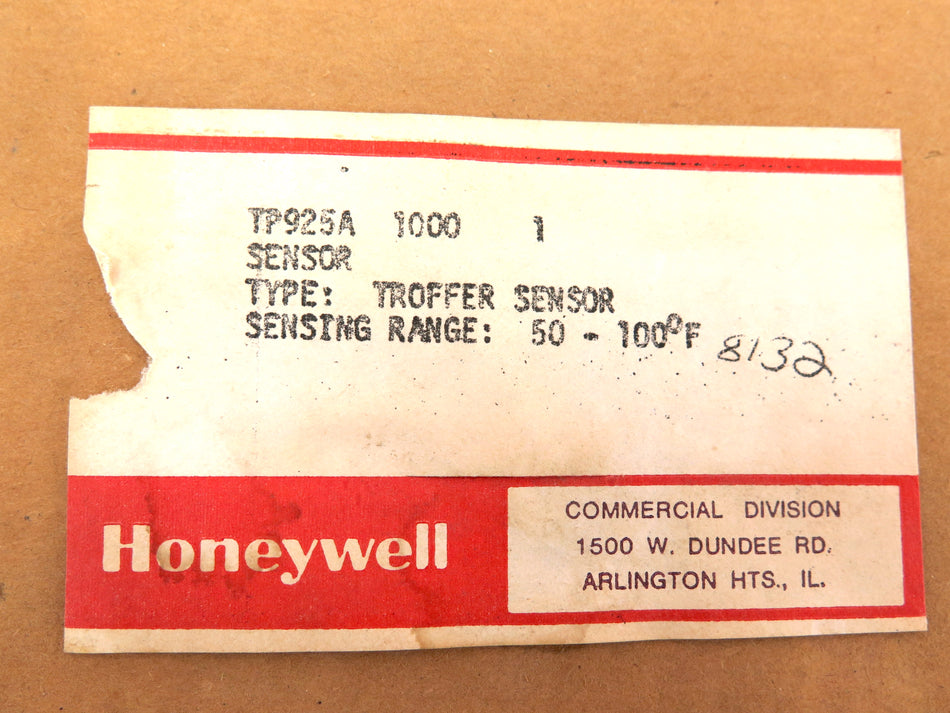 TP925A 1000 1
SENSOR
TYPE: TROFFER SENSOR
SENSING RANGE: 50 - 100°F 8132
Honeywell
COMMERCIAL DIVISION
1500 W. DUNDEE RD.
ARLINGTON HTS., IL.